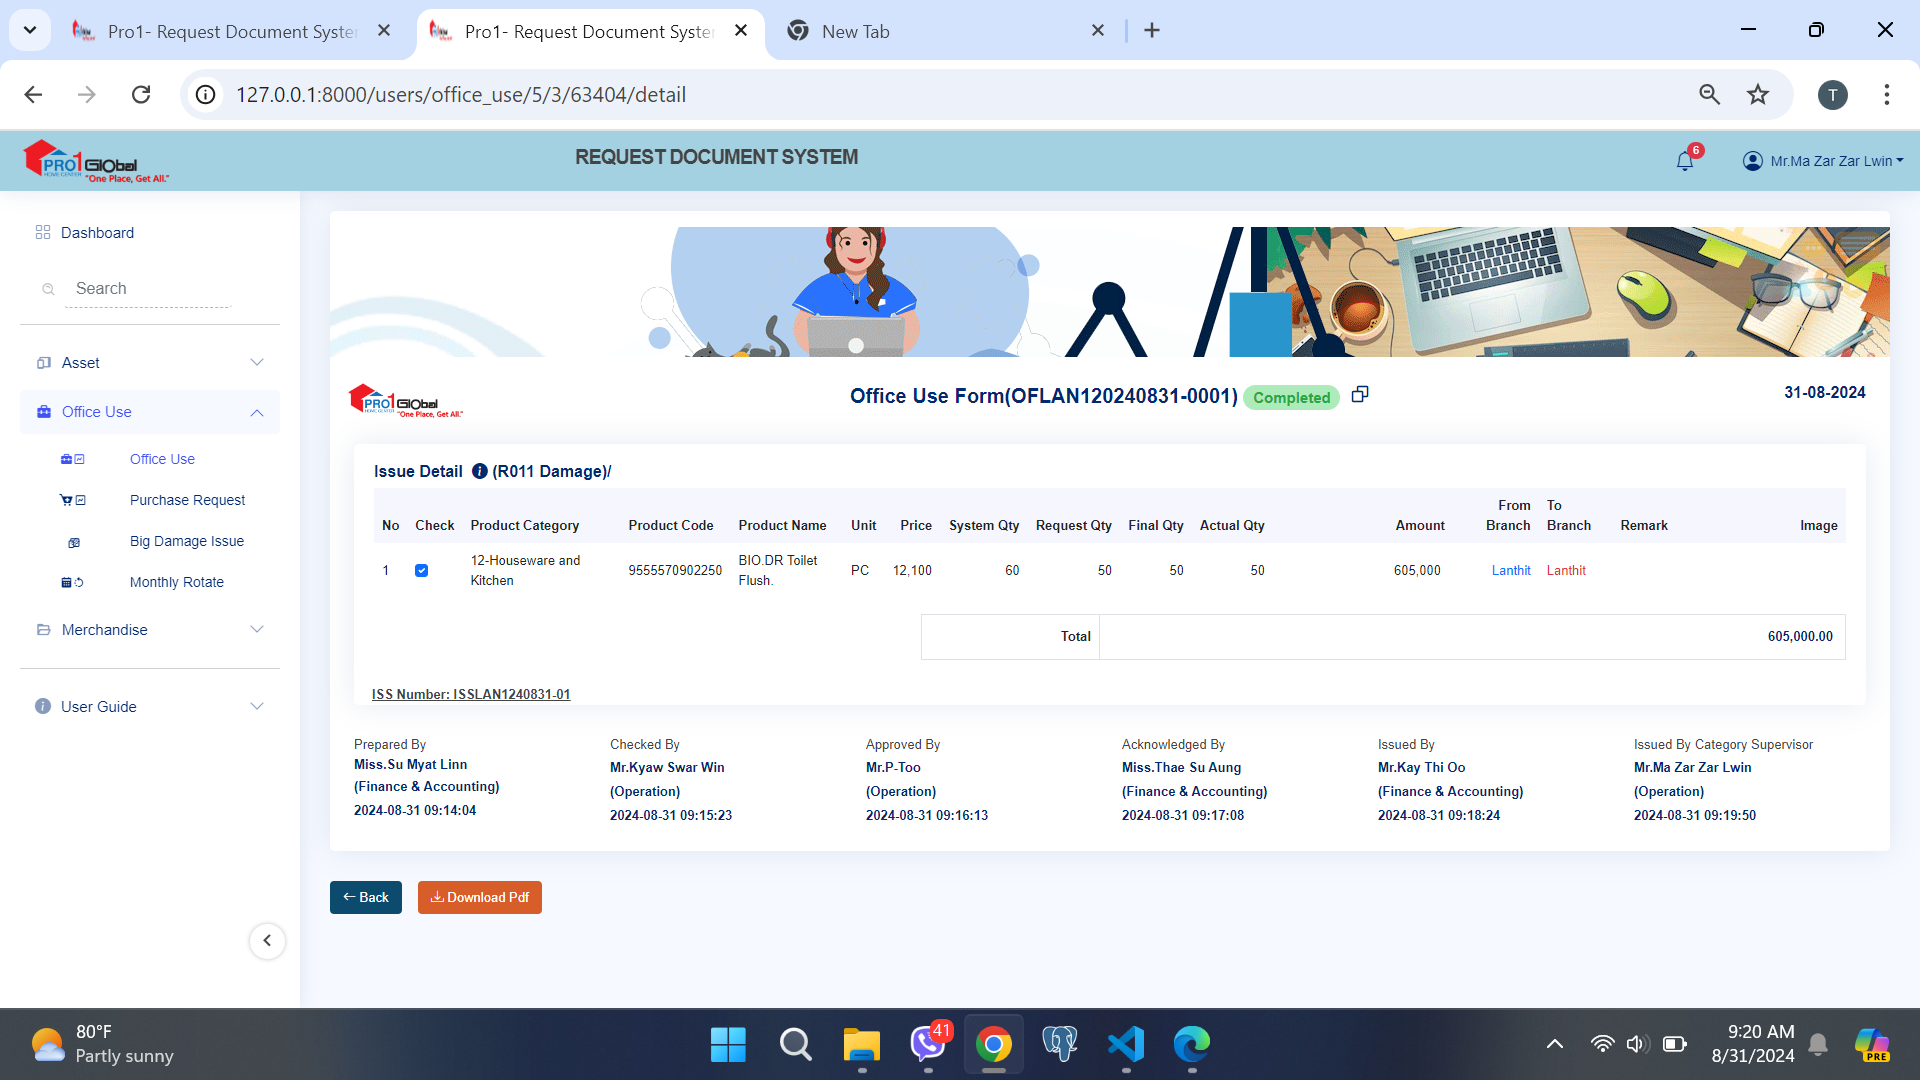 Pro1- Request Document Syste
Pro1- Request Document Syste
New Tab
127.0.0.1:8000/users/office_use/5/3/63404/detail
T
PRO1 Global
HOME CENTER "One Place, Get All."
REQUEST DOCUMENT SYSTEM
6
Mr.Ma Zar Zar Lwin
Dashboard
Search
Asset
Office Use
Office Use
Purchase Request
Big Damage Issue
Monthly Rotate
Merchandise
User Guide
PRO1 Global
HOME CENTER "One Place, Get All."
Office Use Form(OFLAN120240831-0001) Completed
31-08-2024
Issue Detail (R011 Damage)/
No Check Product Category Product Code Product Name Unit Price System Qty Request Qty Final Qty Actual Qty Amount From Branch To Branch Remark Image
1 12-Houseware and Kitchen 9555570902250 BIO.DR Toilet Flush. PC 12,100 60 50 50 50 605,000 Lanthit Lanthit
Total 605,000.00
ISS Number: ISSLAN1240831-01
Prepared By
Miss.Su Myat Linn
(Finance & Accounting)
2024-08-31 09:14:04
Checked By
Mr.Kyaw Swar Win
(Operation)
2024-08-31 09:15:23
Approved By
Mr.P-Too
(Operation)
2024-08-31 09:16:13
Acknowledged By
Miss.Thae Su Aung
(Finance & Accounting)
2024-08-31 09:17:08
Issued By
Mr.Kay Thi Oo
(Finance & Accounting)
2024-08-31 09:18:24
Issued By Category Supervisor
Mr.Ma Zar Zar Lwin
(Operation)
2024-08-31 09:19:50
Back
Download Pdf
80°F
Partly sunny
41
9:20 AM
8/31/2024
PRE